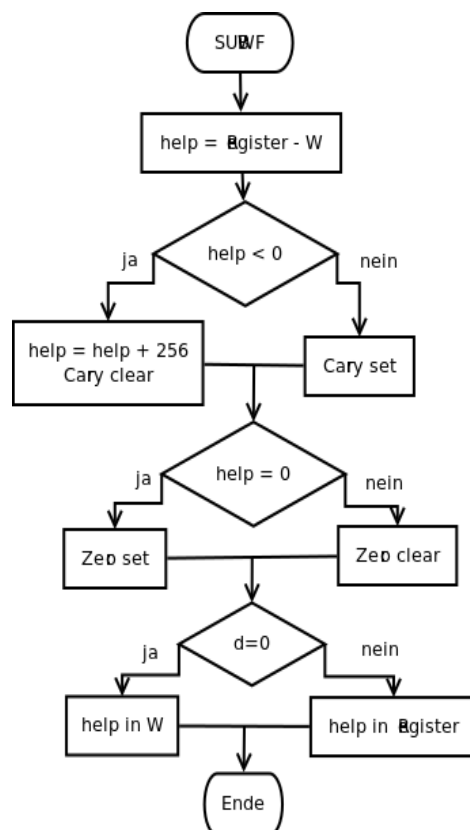 SUBWF
help = Register - W
help < 0
ja
nein
help = help + 256
Cary clear
Cary set
help = 0
ja
nein
Zero set
Zero clear
d=0
ja
nein
help in W
help in Register
Ende